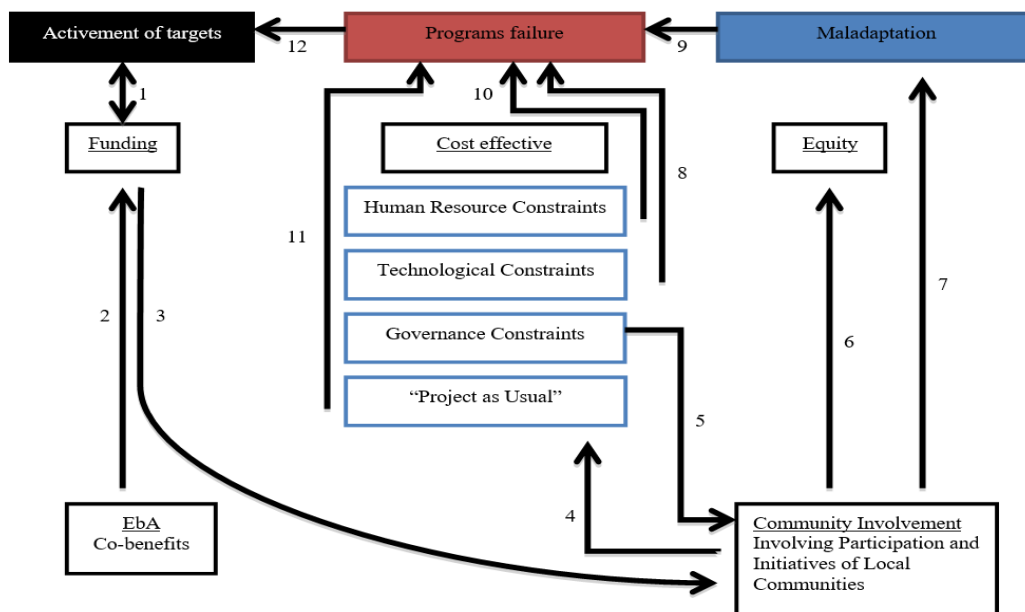 Activement of targets
12
Programs failure
9
Maladaptation
1
10
Funding
Cost effective
Equity
8
Human Resource Constraints
11
Technological Constraints
7
2
3
Governance Constraints
6
“Project as Usual”
5
4
EbA
Co-benefits
Community Involvement
Involving Participation and
Initiatives of Local
Communities